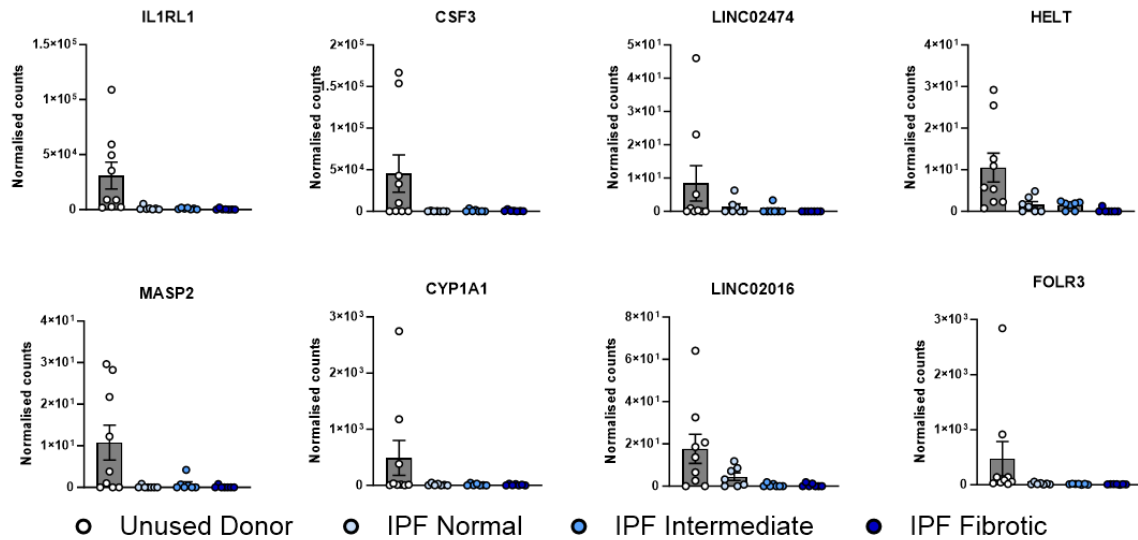 IL1RL1
Normalised counts
1.5×10⁵
1×10⁵
5×10⁴
0
CSF3
Normalised counts
2×10⁵
1.5×10⁵
1×10⁵
5×10⁴
0
LINC02474
Normalised counts
5×10¹
4×10¹
3×10¹
2×10¹
1×10¹
0
HELT
Normalised counts
4×10¹
3×10¹
2×10¹
1×10¹
0
MASP2
Normalised counts
4×10¹
3×10¹
2×10¹
1×10¹
0
CYP1A1
Normalised counts
3×10³
2×10³
1×10³
0
LINC02016
Normalised counts
8×10¹
6×10¹
4×10¹
2×10¹
0
FOLR3
Normalised counts
3×10³
2×10³
1×10³
0
Unused Donor
IPF Normal
IPF Intermediate
IPF Fibrotic